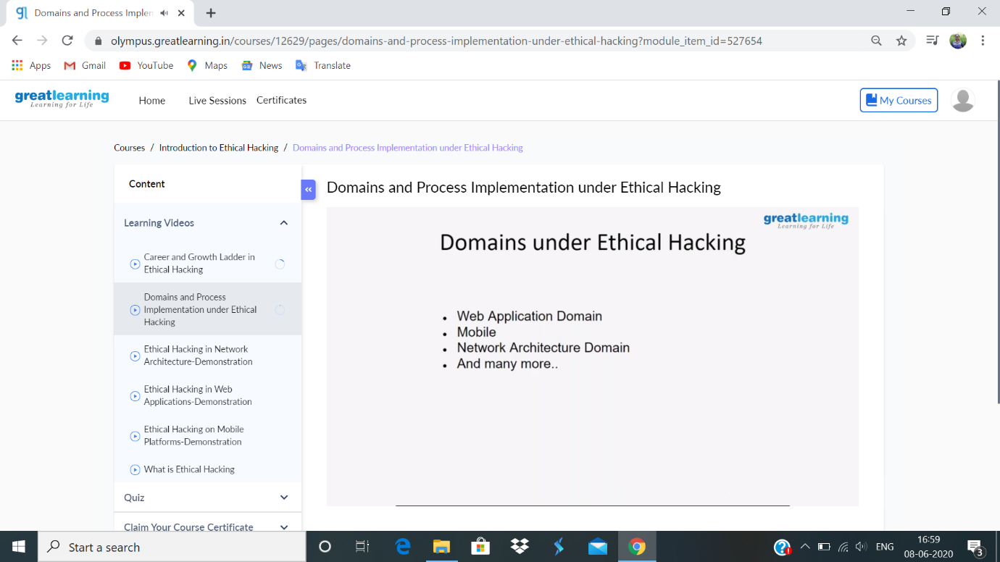 Domains and Process Implem
olympus.greatlearning.in/courses/12629/pages/domains-and-process-implementation-under-ethical-hacking?module_item_id=527654
Apps Gmail YouTube Maps News Translate
greatlearning
Learning for Life
Home Live Sessions Certificates My Courses
Courses / Introduction to Ethical Hacking / Domains and Process Implementation under Ethical Hacking
Content
Learning Videos
Career and Growth Ladder in
Ethical Hacking
Domains and Process
Implementation under Ethical
Hacking
Ethical Hacking in Network
Architecture-Demonstration
Ethical Hacking in Web
Applications-Demonstration
Ethical Hacking on Mobile
Platforms-Demonstration
What is Ethical Hacking
Quiz
Claim Your Course Certificate
Domains and Process Implementation under Ethical Hacking
greatlearning
Learning for Life
Domains under Ethical Hacking
• Web Application Domain
• Mobile
• Network Architecture Domain
• And many more..
Start a search
ENG
16:59
08-06-2020
3